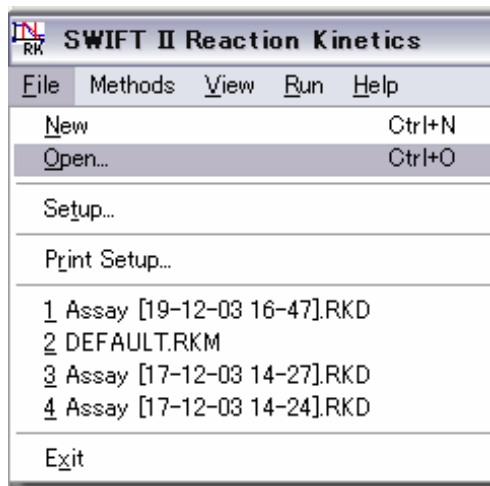 RK SWIFT II Reaction Kinetics
File Methods View Run Help
New Ctrl+N
Open... Ctrl+O
Setup...
Print Setup...
1 Assay [19-12-03 16-47].RKD
2 DEFAULT.RKM
3 Assay [17-12-03 14-27].RKD
4 Assay [17-12-03 14-24].RKD
Exit